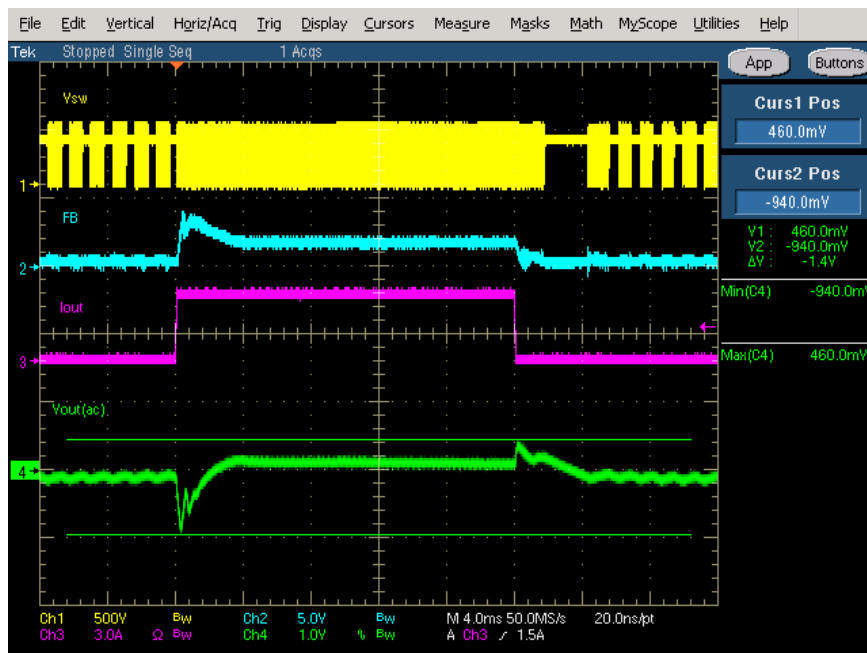 File Edit Vertical Horiz/Acq Trig Display Cursors Measure Masks Math MyScope Utilities Help
Tek Stopped Single Seq 1 Acqs
App Buttons
Vsw
1
FB
2
Iout
3
Vout(ac)
4
Curs1 Pos
460.0mV
Curs2 Pos
-940.0mV
V1 : 460.0mV
V2 : -940.0mV
ΔV : -1.4V
Min(C4) -940.0mV
Max(C4) 460.0mV
Ch1 500V Bw Ch2 5.0V Bw M 4.0ms 50.0MS/s 20.0ns/pt
Ch3 3.0A Ω Bw Ch4 1.0V % Bw A Ch3 ∕ 1.5A